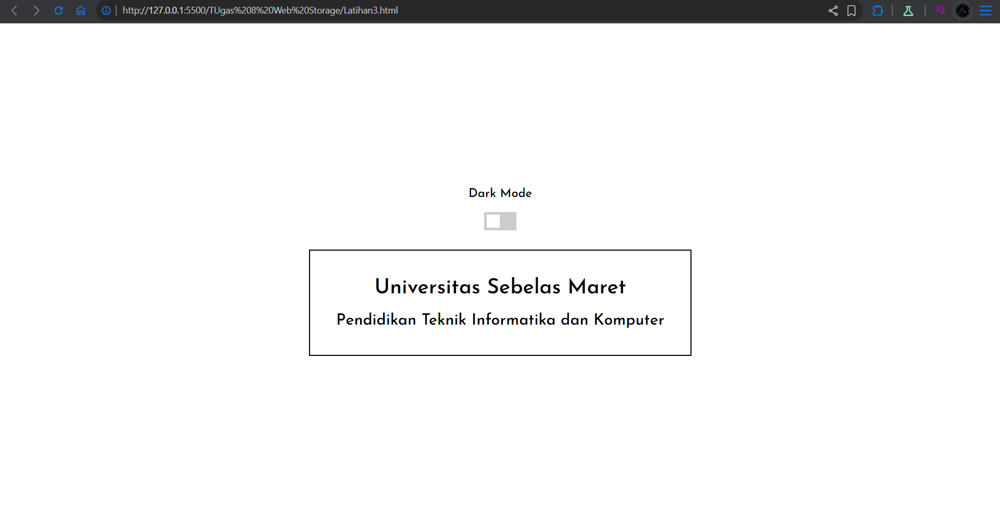 http://127.0.0.1:5500/TUgas%208%20Web%20Storage/Latihan3.html
Dark Mode
Universitas Sebelas Maret
Pendidikan Teknik Informatika dan Komputer